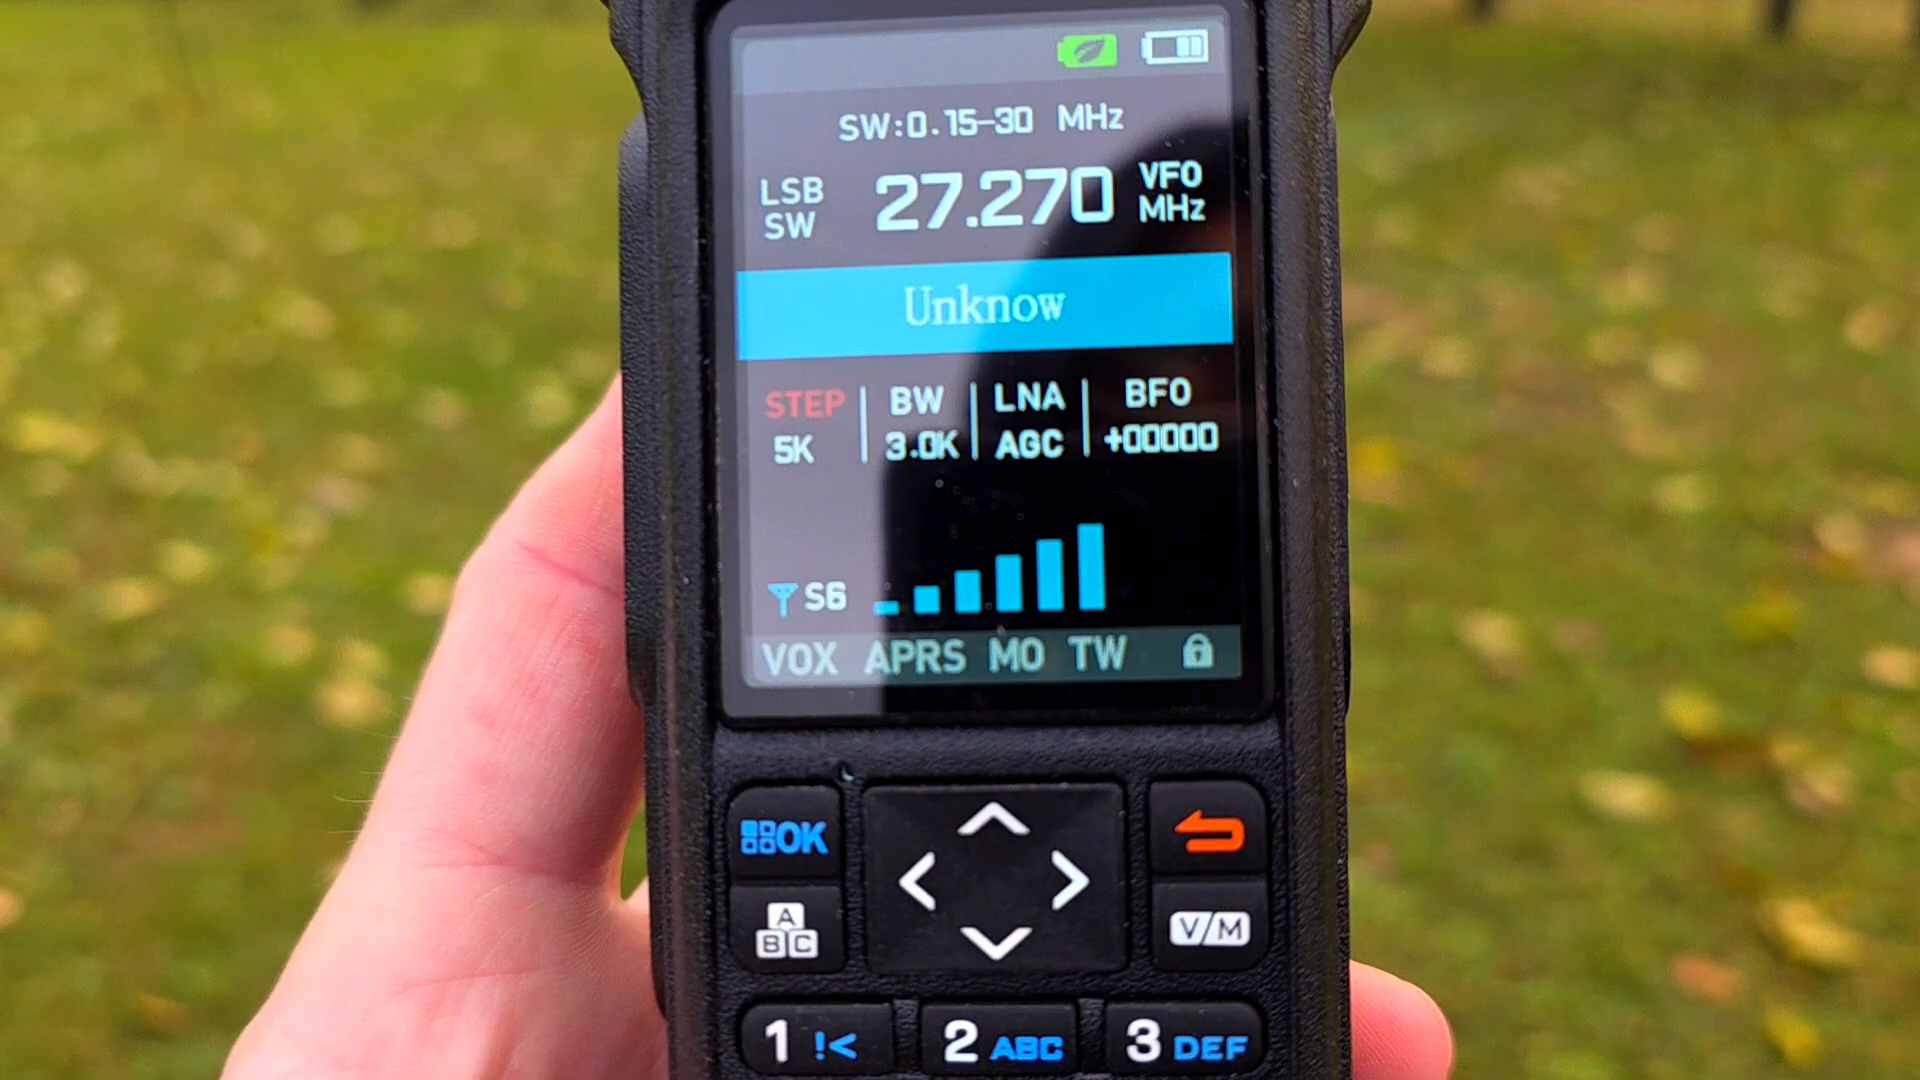 SW:0.15-30 MHz
LSB 27.270 VFO
SW MHz
Unknow
STEP BW LNA BFO
5K 3.0K AGC +00000
S6
VOX APRS MO TW
OK
A
B C
V/M
1 !< 2 ABC 3 DEF